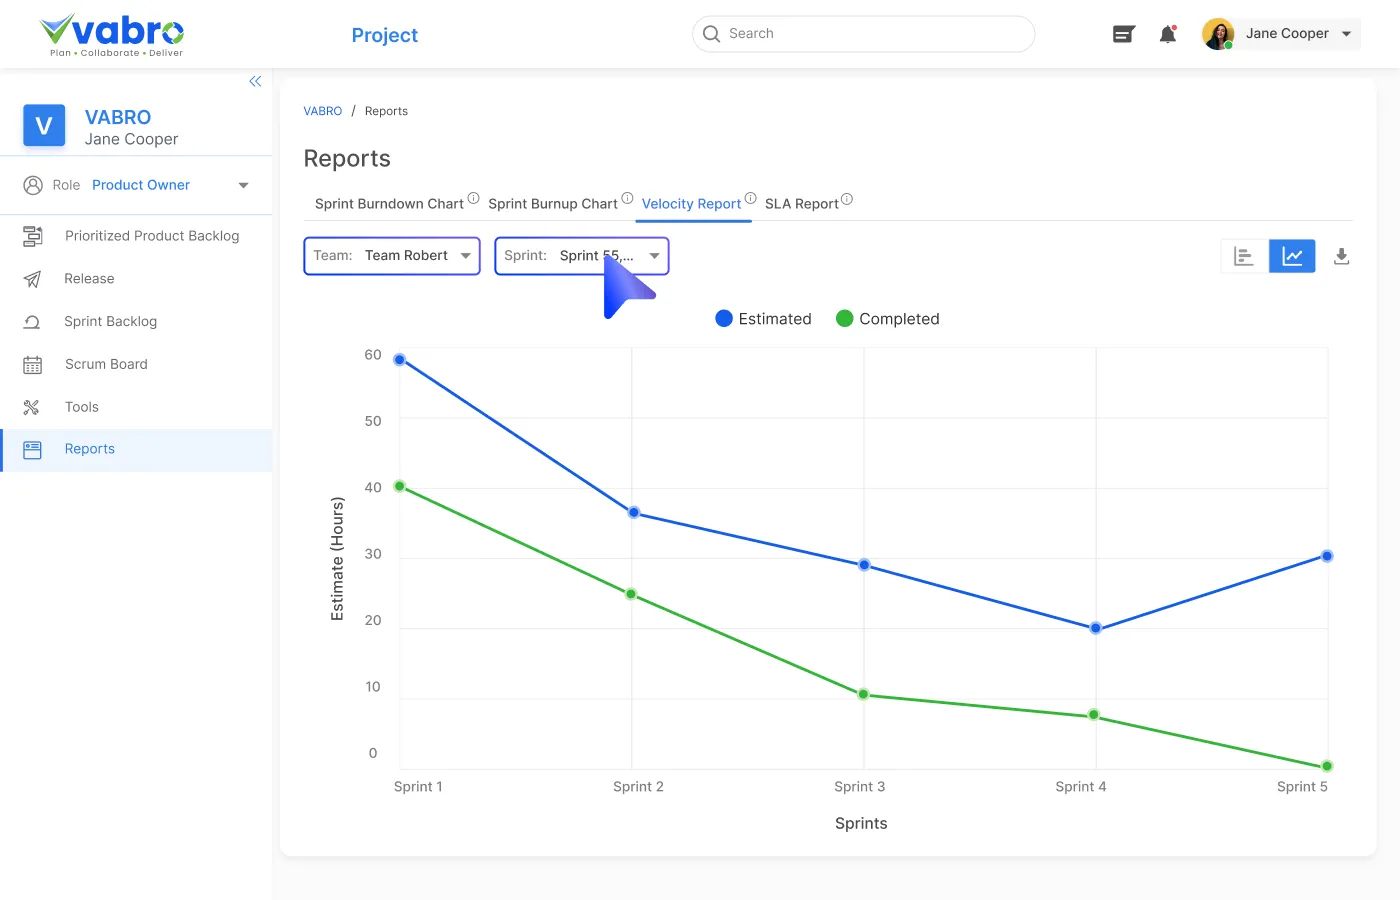 vabro
Plan • Collaborate • Deliver
Project
Search
Jane Cooper
V
VABRO
Jane Cooper
Role Product Owner
Prioritized Product Backlog
Release
Sprint Backlog
Scrum Board
Tools
Reports
VABRO / Reports
Reports
Sprint Burndown Chart Sprint Burnup Chart Velocity Report SLA Report
Team: Team Robert Sprint: Sprint 55,...
Estimated Completed
60
50
40
30
20
10
0
Estimate (Hours)
Sprint 1 Sprint 2 Sprint 3 Sprint 4 Sprint 5
Sprints